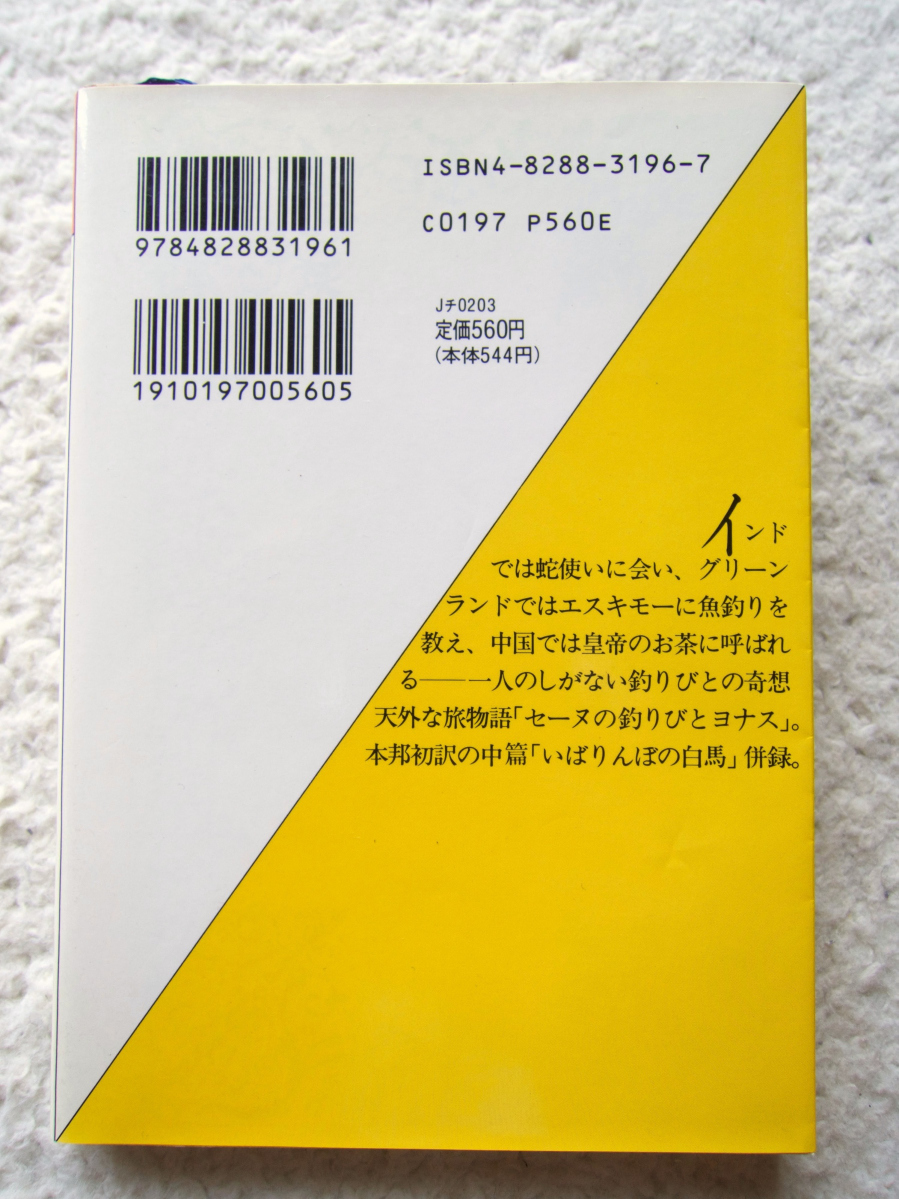 ISBN4-8288-3196-7
C0197 P560E
9784828831961
Jチ0203
定価560円
(本体544円)
1910197005605
インド
では蛇使いに会い、グリーン
ランドではエスキモーに魚釣りを
教え、中国では皇帝のお茶に呼ばれ
る──一人のしがない釣りびとの奇想
天外な旅物語「セーヌの釣りびとヨナス」。
本邦初訳の中篇「いばりんぼの白馬」併録。